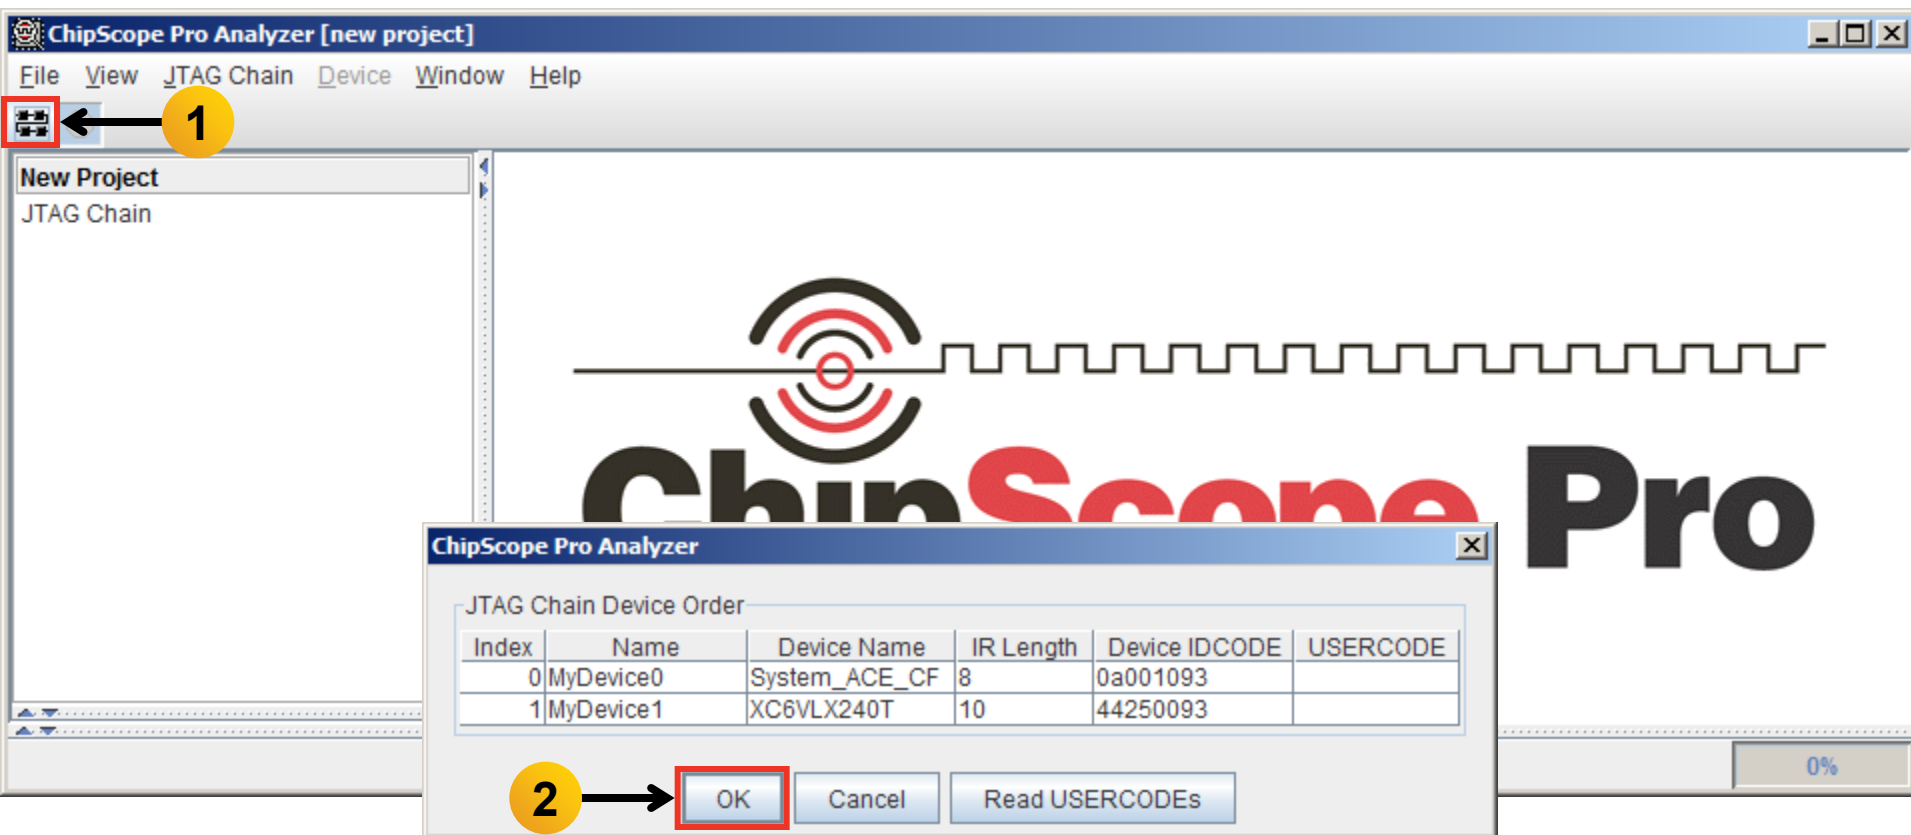 ChipScope Pro Analyzer [new project]
File View JTAG Chain Device Window Help
1
New Project
JTAG Chain
ChipScope Pro
ChipScope Pro Analyzer
JTAG Chain Device Order
Index Name Device Name IR Length Device IDCODE USERCODE
0 MyDevice0 System_ACE_CF 8 0a001093
1 MyDevice1 XC6VLX240T 10 44250093
0%
2 OK Cancel Read USERCODEs